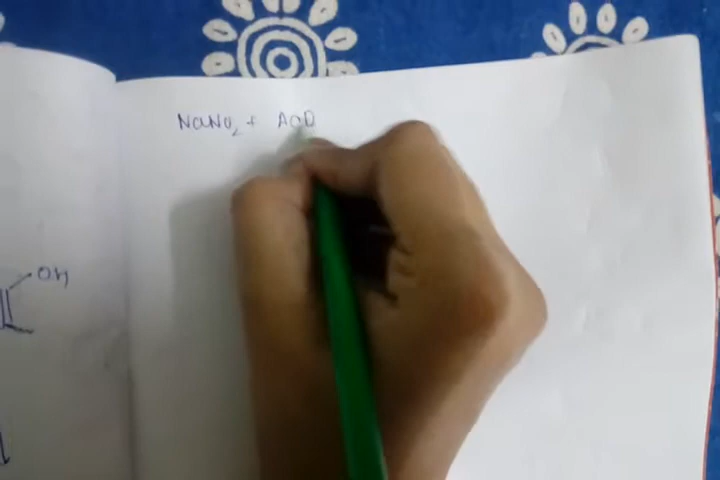 NaNO₂ + AcO
OH